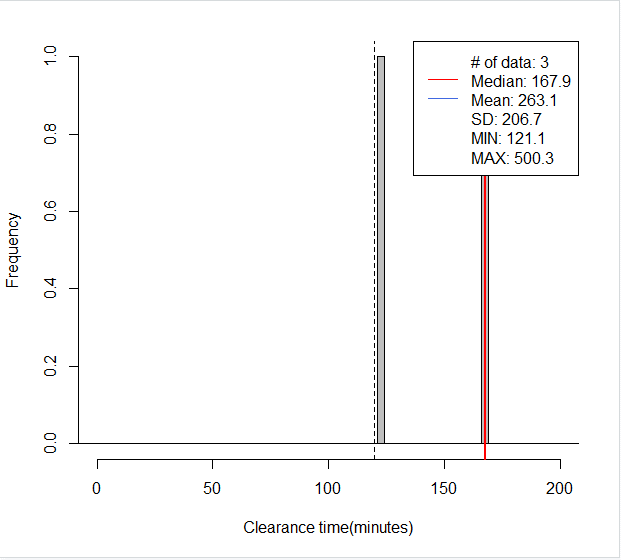 # of data: 3
Median: 167.9
Mean: 263.1
SD: 206.7
MIN: 121.1
MAX: 500.3
Frequency
1.0
0.8
0.6
0.4
0.2
0.0
0 50 100 150 200
Clearance time(minutes)